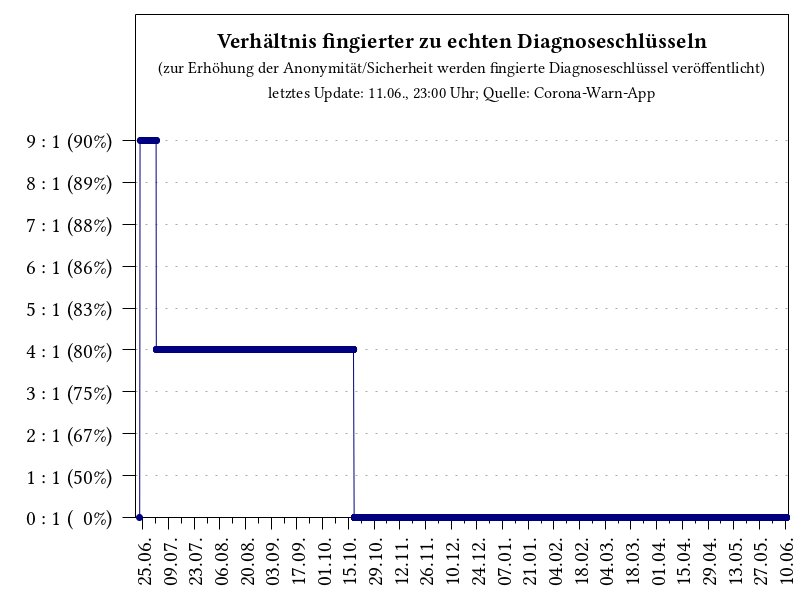 Verhältnis fingierter zu echten Diagnoseschlüsseln
(zur Erhöhung der Anonymität/Sicherheit werden fingierte Diagnoseschlüssel veröffentlicht)
letztes Update: 11.06., 23:00 Uhr; Quelle: Corona-Warn-App
9 : 1 (90%)
8 : 1 (89%)
7 : 1 (88%)
6 : 1 (86%)
5 : 1 (83%)
4 : 1 (80%)
3 : 1 (75%)
2 : 1 (67%)
1 : 1 (50%)
0 : 1 (  0%)
25.06.
09.07.
23.07.
06.08.
20.08.
03.09.
17.09.
01.10.
15.10.
29.10.
12.11.
26.11.
10.12.
24.12.
07.01.
21.01.
04.02.
18.02.
04.03.
18.03.
01.04.
15.04.
29.04.
13.05.
27.05.
10.06.